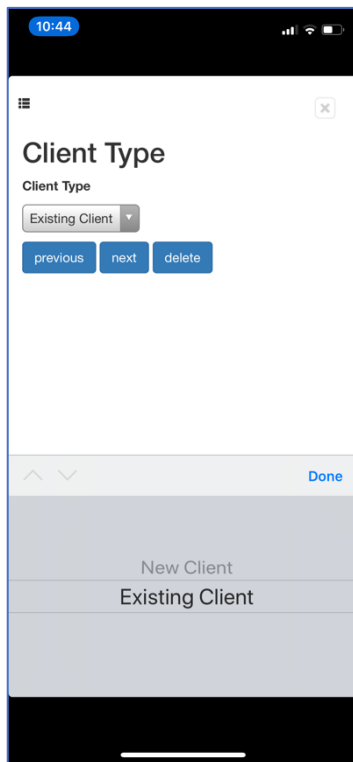 10:44
Client Type
Client Type
Existing Client
previous next delete
Done
New Client
Existing Client